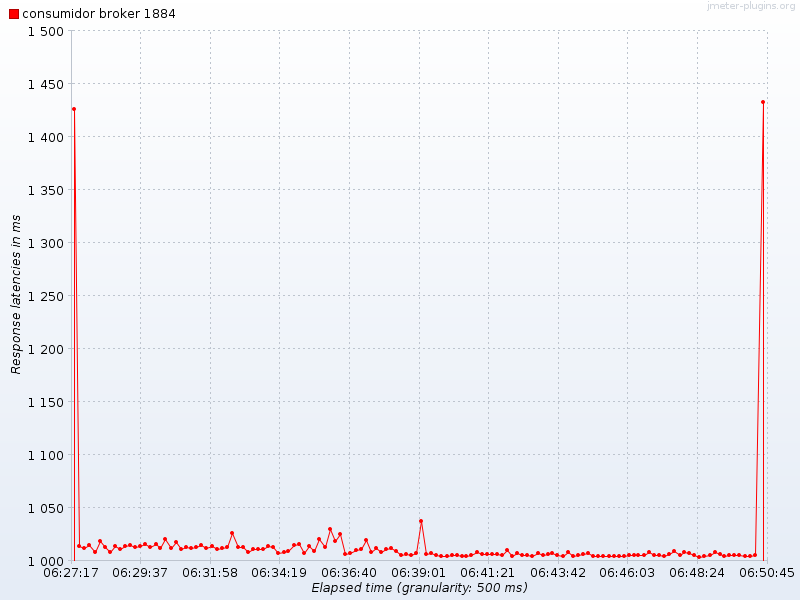 jmeter-plugins.org
consumidor broker 1884
1 500
1 450
1 400
1 350
1 300
1 250
1 200
1 150
1 100
1 050
1 000
Response latencies in ms
06:27:17 06:29:37 06:31:58 06:34:19 06:36:40 06:39:01 06:41:21 06:43:42 06:46:03 06:48:24 06:50:45
Elapsed time (granularity: 500 ms)